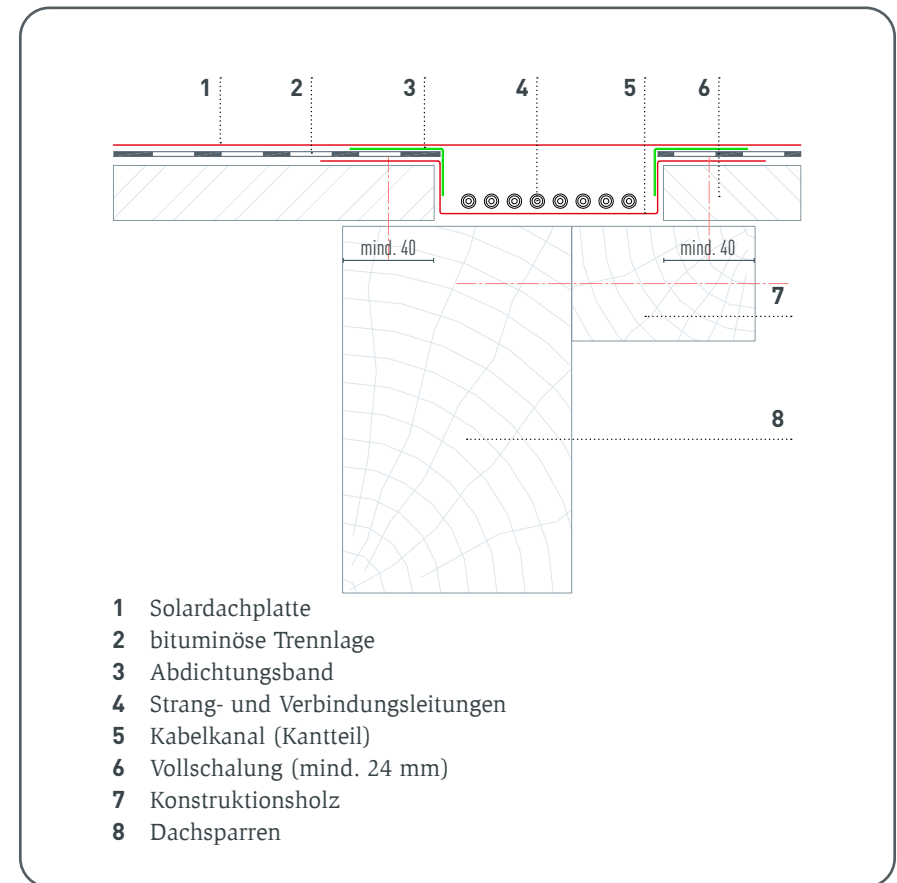 1 2 3 4 5 6
mind. 40 mind. 40
7
8
1 Solardachplatte
2 bituminöse Trennlage
3 Abdichtungsband
4 Strang- und Verbindungsleitungen
5 Kabelkanal (Kantteil)
6 Vollschalung (mind. 24 mm)
7 Konstruktionsholz
8 Dachsparren